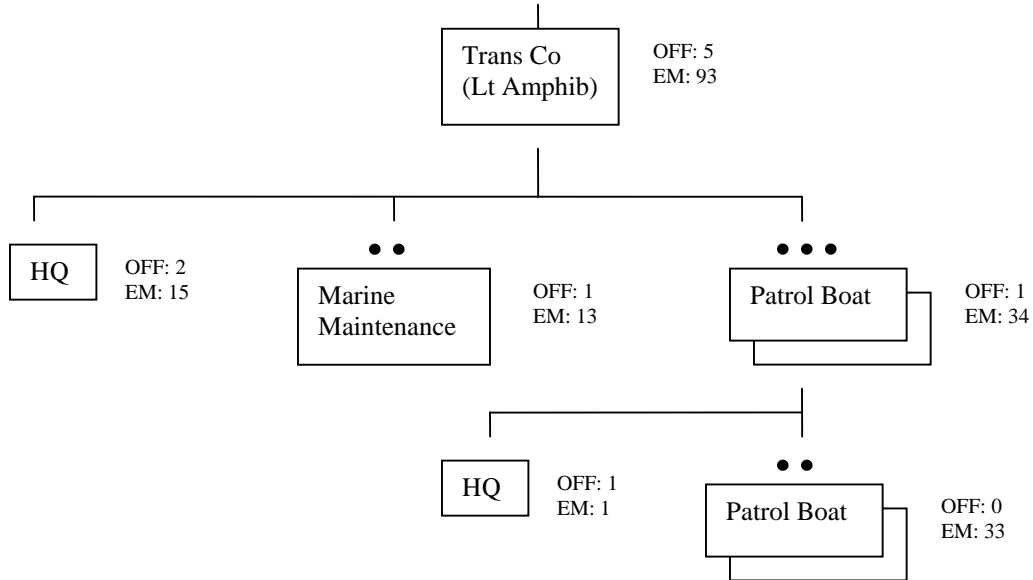 Trans Co
(Lt Amphib)
OFF: 5
EM: 93
HQ
OFF: 2
EM: 15
Marine
Maintenance
OFF: 1
EM: 13
Patrol Boat
OFF: 1
EM: 34
HQ
OFF: 1
EM: 1
Patrol Boat
OFF: 0
EM: 33